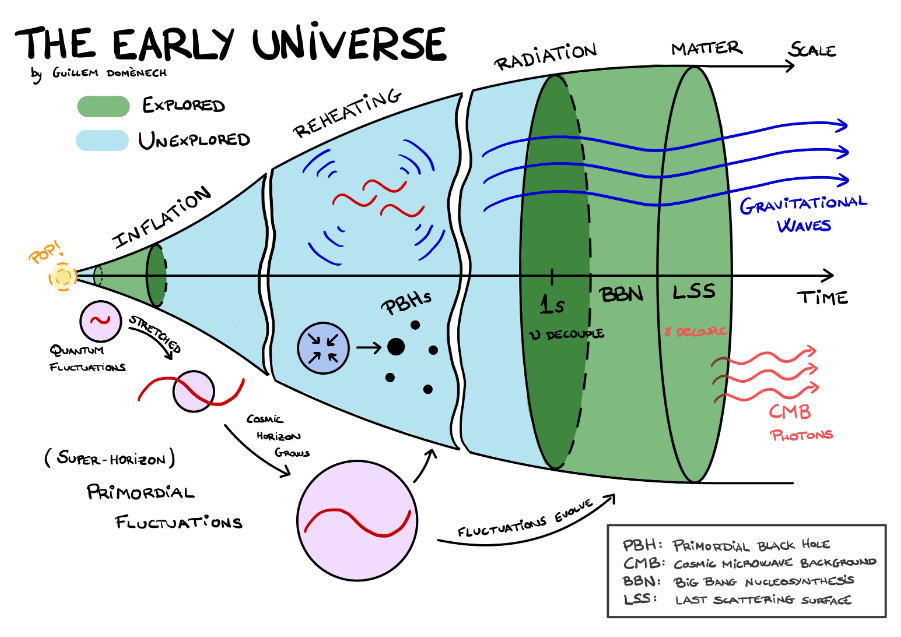 THE EARLY UNIVERSE
by GUILLEM DOMÈNECH
EXPLORED
UNEXPLORED
INFLATION
REHEATING
RADIATION
MATTER
SCALE
POP!
GRAVITATIONAL
WAVES
TIME
PBHs
1s
ν DECOUPLE
BBN
LSS
γ DECOUPLE
CMB
PHOTONS
QUANTUM
FLUCTUATIONS
STRETCHED
COSMIC
HORIZON
GROWS
(SUPER-HORIZON)
PRIMORDIAL
FLUCTUATIONS
FLUCTUATIONS EVOLVE
PBH: PRIMORDIAL BLACK HOLE
CMB: COSMIC MICROWAVE BACKGROUND
BBN: BIG BANG NUCLEOSYNTHESIS
LSS: LAST SCATTERING SURFACE